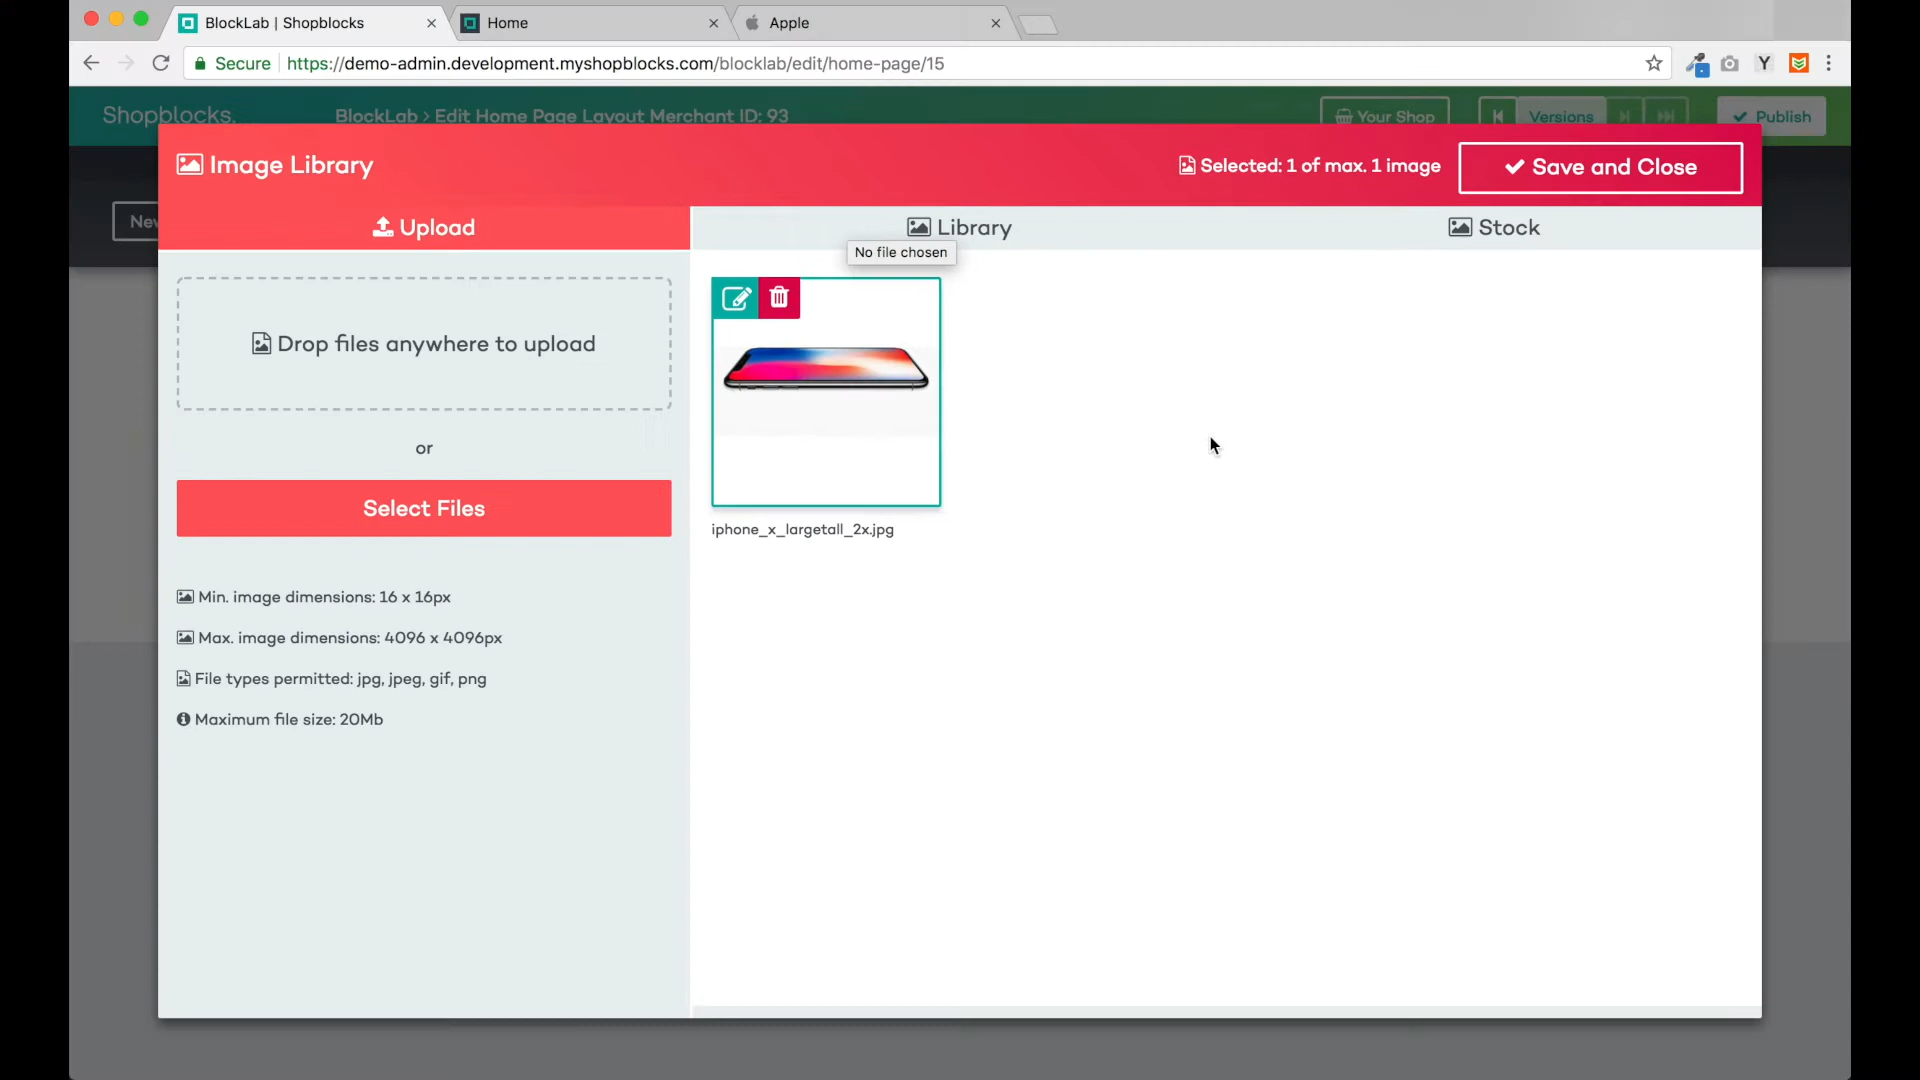 BlockLab | Shopblocks
Home
Apple
Secure https://demo-admin.development.myshopblocks.com/blocklab/edit/home-page/15
Y
Shopblocks.
BlockLab > Edit Home Page Layout Merchant ID: 93
Your Shop
Versions
Publish
Image Library
Selected: 1 of max. 1 image
Save and Close
New
Upload
Library
Stock
No file chosen
Drop files anywhere to upload
or
Select Files
iphone_x_largetall_2x.jpg
Min. image dimensions: 16 x 16px
Max. image dimensions: 4096 x 4096px
File types permitted: jpg, jpeg, gif, png
Maximum file size: 20Mb